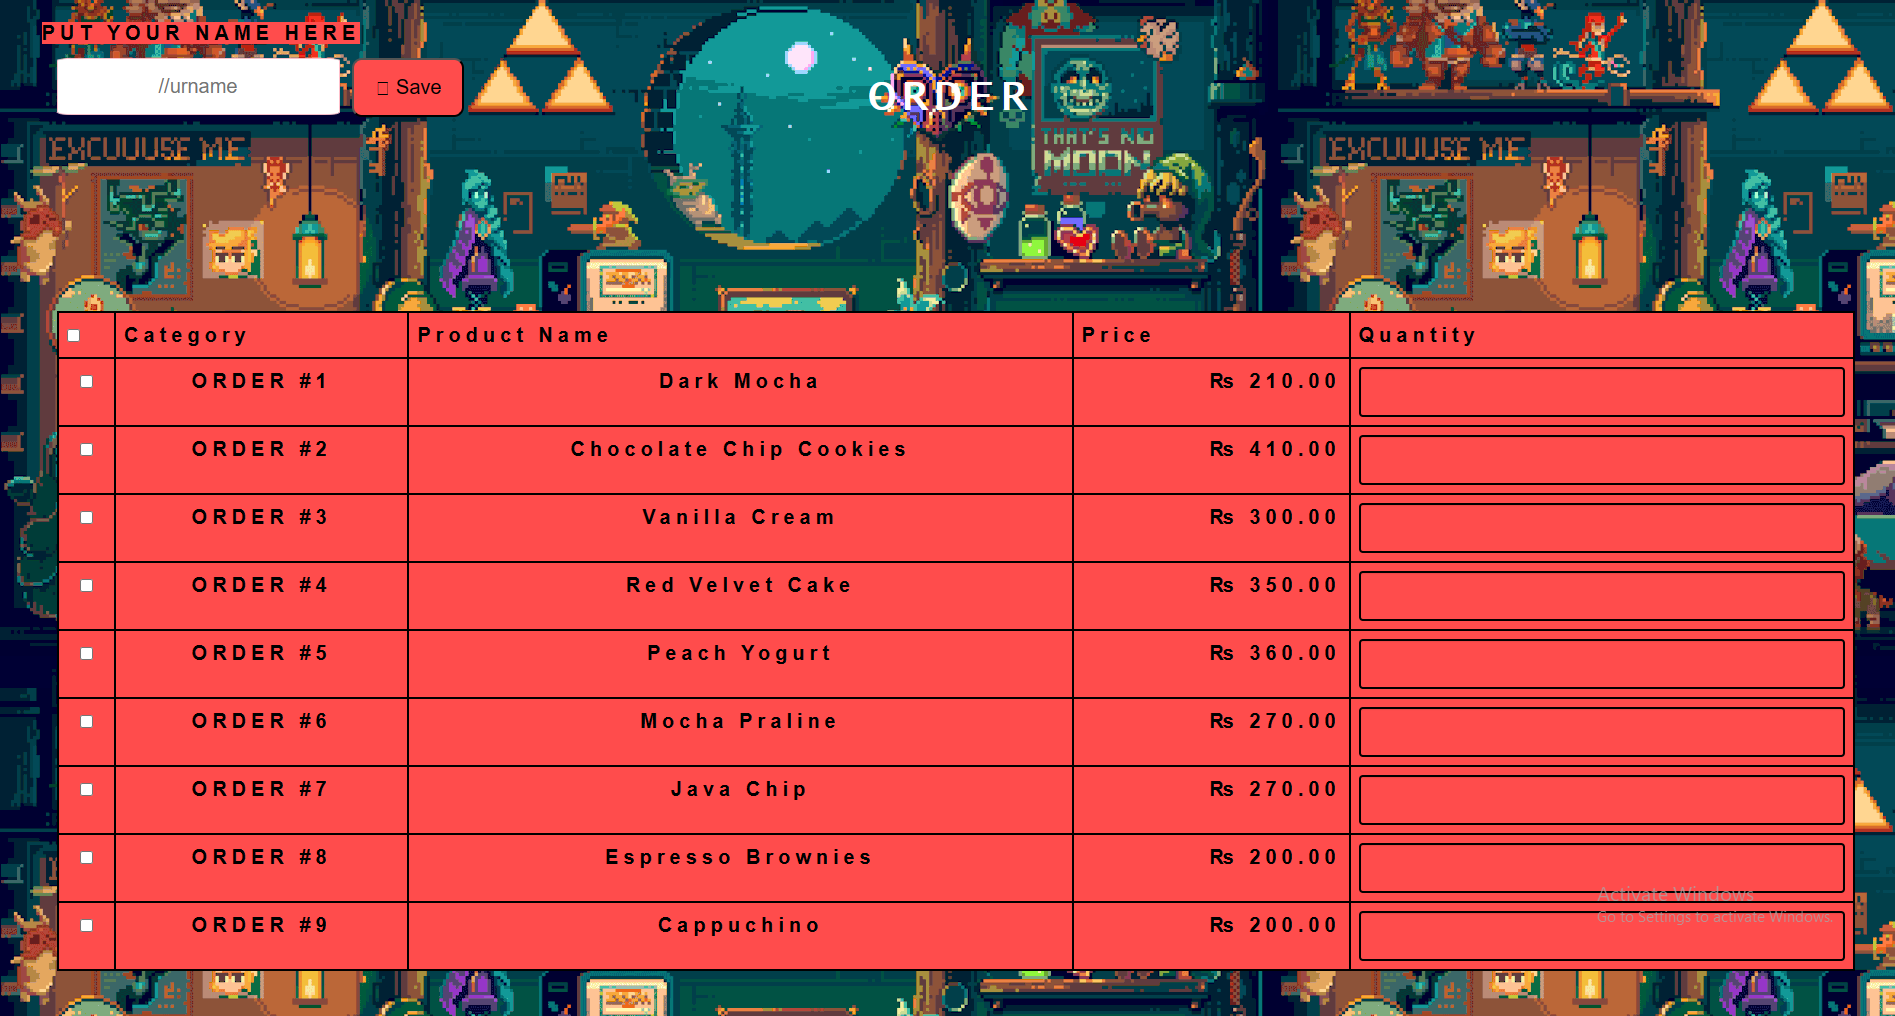 PUT YOUR NAME HERE
//urname
Save
ORDER
THAT'S NO
MOON
EXCUUUSE ME
EXCUUUSE ME
Category Product Name Price Quantity
ORDER #1 Dark Mocha ₨ 210.00
ORDER #2 Chocolate Chip Cookies ₨ 410.00
ORDER #3 Vanilla Cream ₨ 300.00
ORDER #4 Red Velvet Cake ₨ 350.00
ORDER #5 Peach Yogurt ₨ 360.00
ORDER #6 Mocha Praline ₨ 270.00
ORDER #7 Java Chip ₨ 270.00
ORDER #8 Espresso Brownies ₨ 200.00
ORDER #9 Cappuchino ₨ 200.00
Activate Windows
Go to Settings to activate Windows.